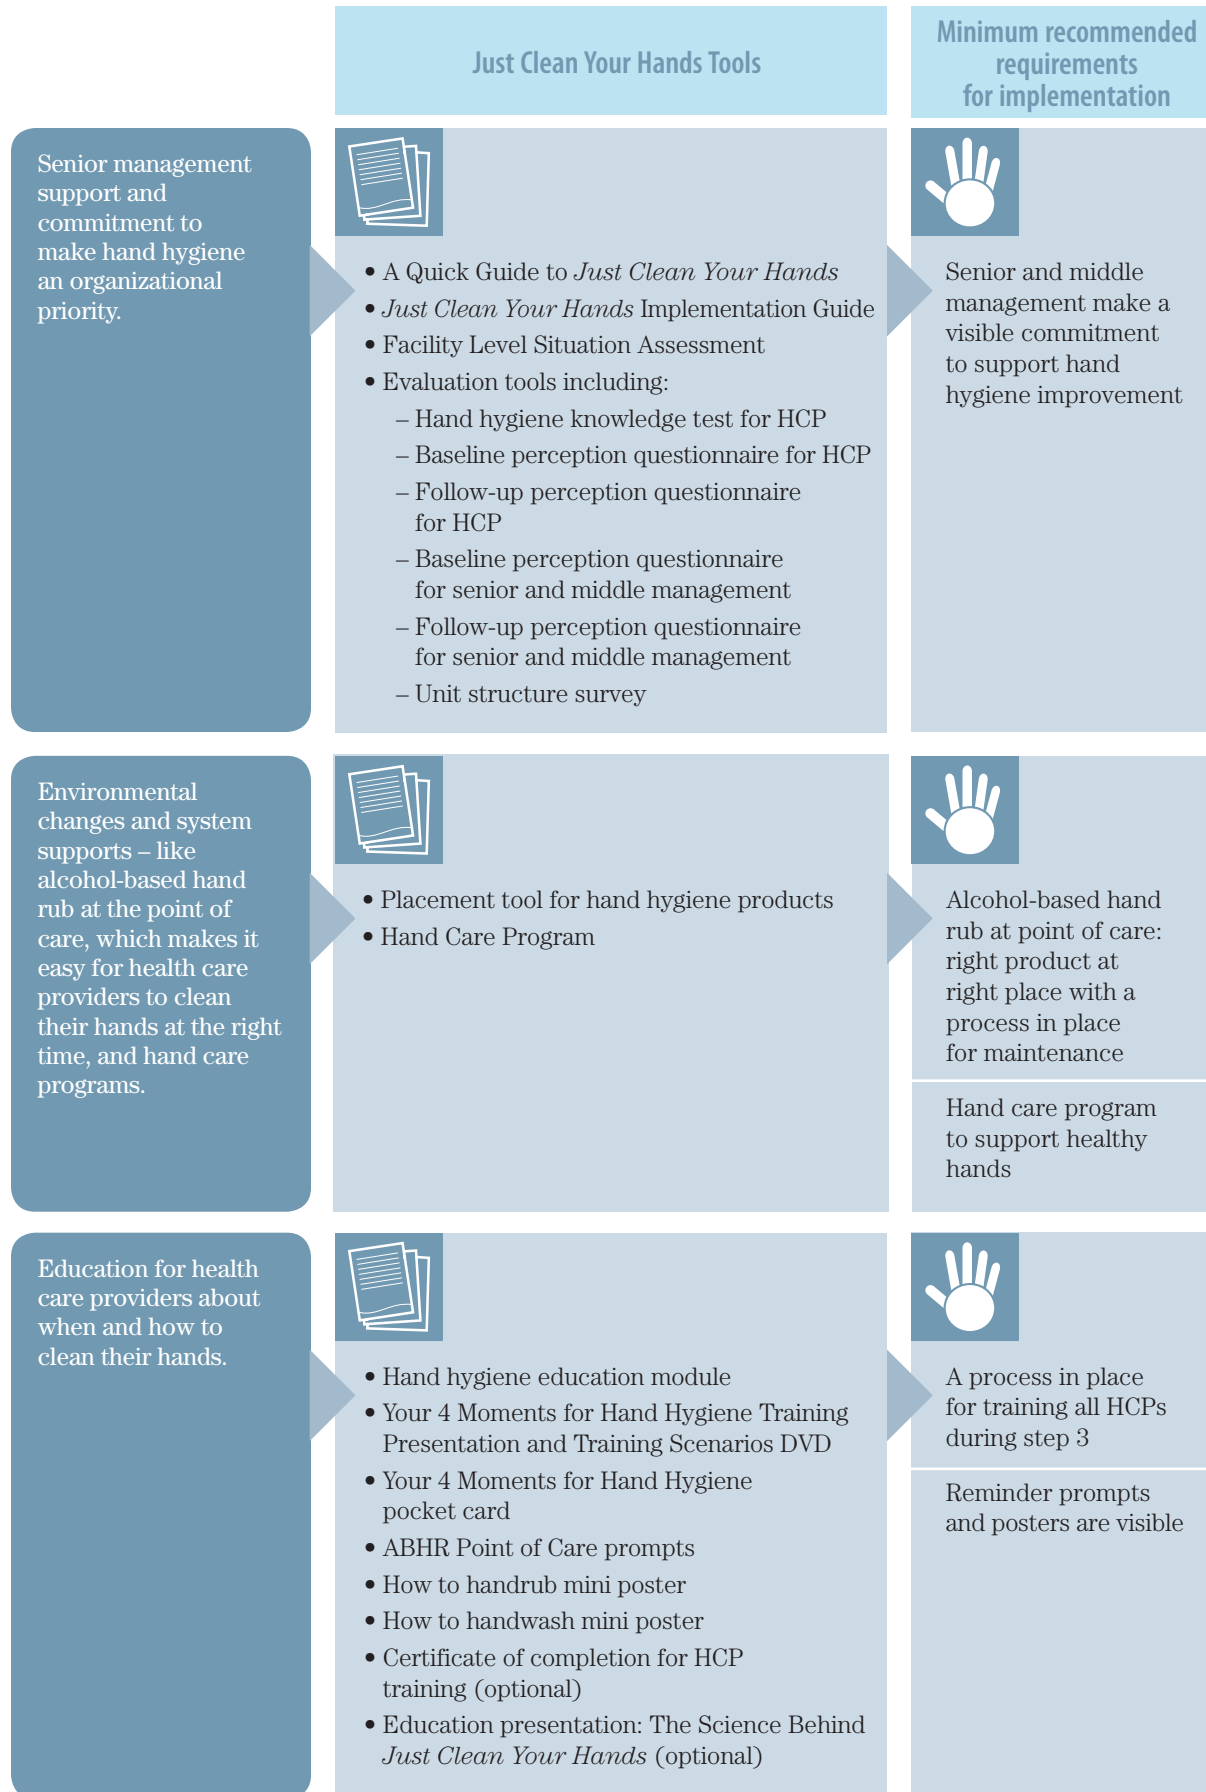 Just Clean Your Hands Tools
Minimum recommended
requirements
for implementation
Senior management
support and
commitment to
make hand hygiene
an organizational
priority.
• A Quick Guide to Just Clean Your Hands
• Just Clean Your Hands Implementation Guide
• Facility Level Situation Assessment
• Evaluation tools including:
– Hand hygiene knowledge test for HCP
– Baseline perception questionnaire for HCP
– Follow-up perception questionnaire
for HCP
– Baseline perception questionnaire
for senior and middle management
– Follow-up perception questionnaire
for senior and middle management
– Unit structure survey
Senior and middle
management make a
visible commitment
to support hand
hygiene improvement
Environmental
changes and system
supports – like
alcohol-based hand
rub at the point of
care, which makes it
easy for health care
providers to clean
their hands at the right
time, and hand care
programs.
• Placement tool for hand hygiene products
• Hand Care Program
Alcohol-based hand
rub at point of care:
right product at
right place with a
process in place
for maintenance
Hand care program
to support healthy
hands
Education for health
care providers about
when and how to
clean their hands.
• Hand hygiene education module
• Your 4 Moments for Hand Hygiene Training
Presentation and Training Scenarios DVD
• Your 4 Moments for Hand Hygiene
pocket card
• ABHR Point of Care prompts
• How to handrub mini poster
• How to handwash mini poster
• Certificate of completion for HCP
training (optional)
• Education presentation: The Science Behind
Just Clean Your Hands (optional)
A process in place
for training all HCPs
during step 3
Reminder prompts
and posters are visible